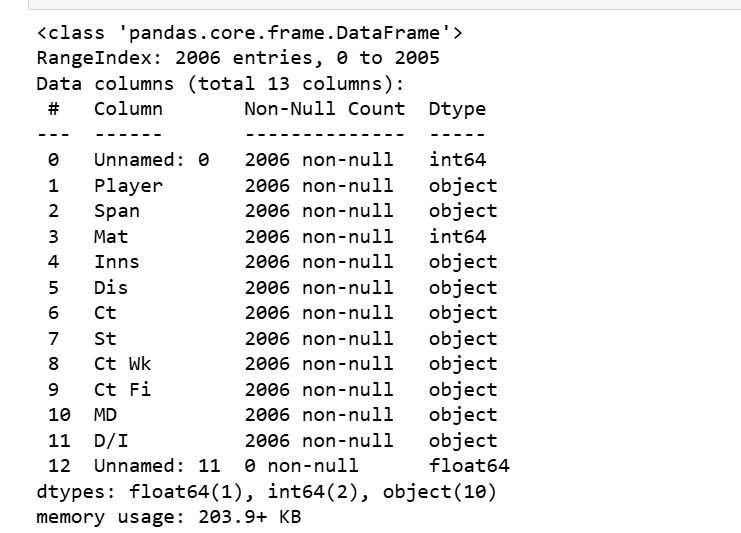 <class 'pandas.core.frame.DataFrame'>
RangeIndex: 2006 entries, 0 to 2005
Data columns (total 13 columns):
 #   Column       Non-Null Count  Dtype
---  ------       --------------  -----
 0   Unnamed: 0   2006 non-null   int64
 1   Player       2006 non-null   object
 2   Span         2006 non-null   object
 3   Mat          2006 non-null   int64
 4   Inns         2006 non-null   object
 5   Dis          2006 non-null   object
 6   Ct           2006 non-null   object
 7   St           2006 non-null   object
 8   Ct Wk        2006 non-null   object
 9   Ct Fi        2006 non-null   object
 10  MD           2006 non-null   object
 11  D/I          2006 non-null   object
 12  Unnamed: 11  0 non-null      float64
dtypes: float64(1), int64(2), object(10)
memory usage: 203.9+ KB